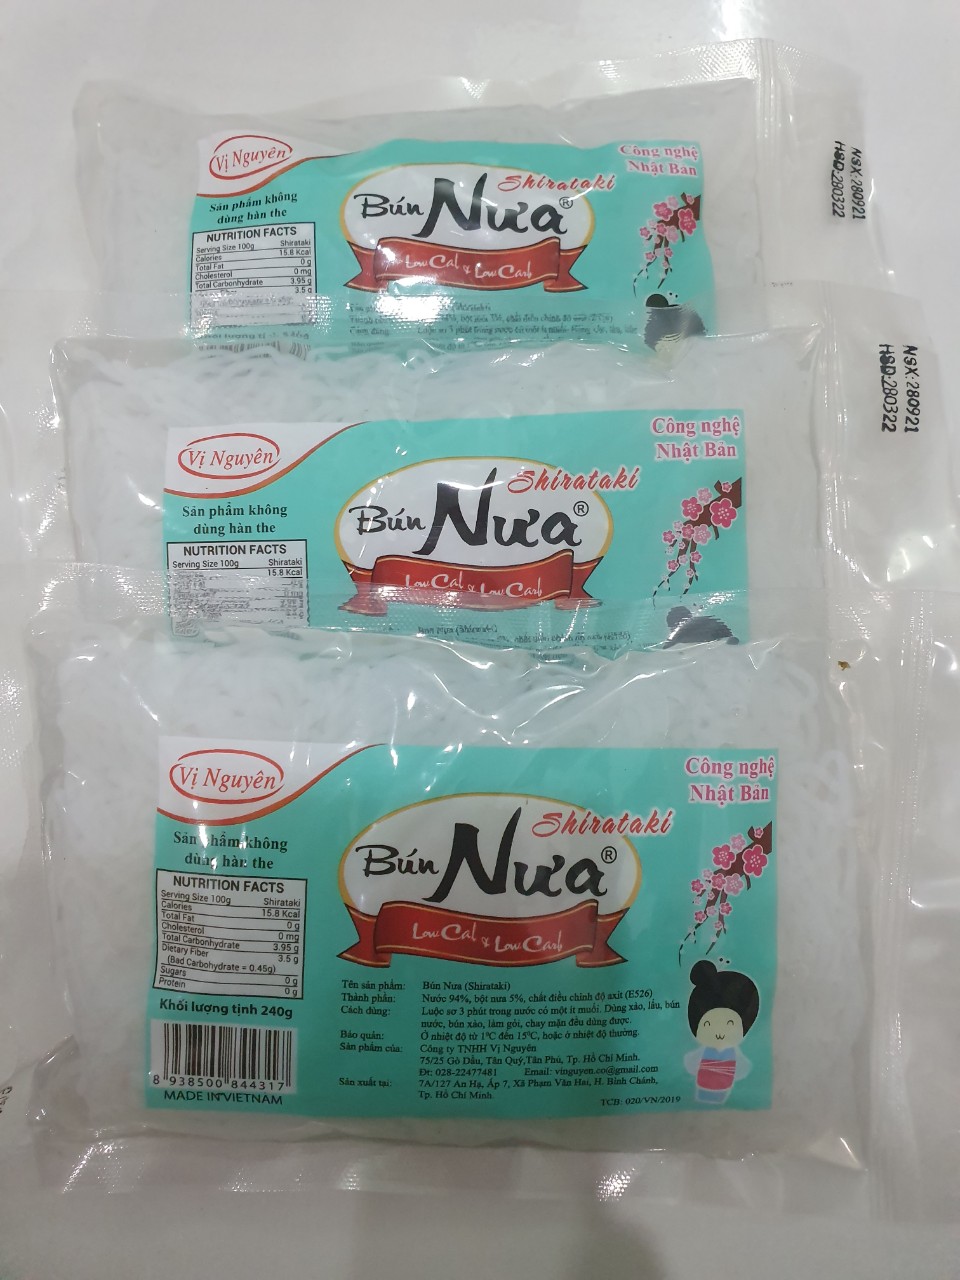 Vị Nguyên
Sản phẩm không
dùng hàn the
NUTRITION FACTS
Serving Size 100g Shirataki
Calories 15.8 Kcal
Total Fat 0 g
Cholesterol 0 mg
Total Carbonhydrate 3.95 g
3.5 g
Shirataki
Bún Nưa®
Low Cal & Low Carb
Công nghệ
Nhật Bản
NSX:280921
HSD:280322
Vị Nguyên
Sản phẩm không
dùng hàn the
NUTRITION FACTS
Serving Size 100g Shirataki
15.8 Kcal
Shirataki
Bún Nưa®
Low Cal & Low Carb
Công nghệ
Nhật Bản
NSX:280921
HSD:280322
Vị Nguyên
Sản phẩm không
dùng hàn the
NUTRITION FACTS
Serving Size 100g Shirataki
Calories 15.8 Kcal
Total Fat 0 g
Cholesterol 0 mg
Total Carbonhydrate 3.95 g
Dietary Fiber 3.5 g
(Bad Carbohydrate = 0.45g)
Sugars 0 g
Protein 0 g
Khối lượng tịnh 240g
8 938500 844317
MADE IN VIETNAM
Shirataki
Bún Nưa®
Low Cal & Low Carb
Công nghệ
Nhật Bản
Tên sản phẩm: Bún Nưa (Shirataki)
Thành phần: Nước 94%, bột nưa 5%, chất điều chỉnh độ axit (E526)
Cách dùng: Luộc sơ 3 phút trong nước có một ít muối. Dùng xào, lẩu, bún
nước, bún xào, làm gỏi, chay mặn đều dùng được.
Bảo quản: Ở nhiệt độ từ 1ºC đến 15ºC, hoặc ở nhiệt độ thường.
Sản phẩm của: Công ty TNHH Vị Nguyên
75/25 Gò Dầu, Tân Quý,Tân Phú, Tp. Hồ Chí Minh.
Đt: 028-22477481 Email: vinguyen.co@gmail.com
Sản xuất tại: 7A/127 An Hạ, Ấp 7, Xã Phạm Văn Hai, H. Bình Chánh,
Tp. Hồ Chí Minh.
TCB: 020/VN/2019